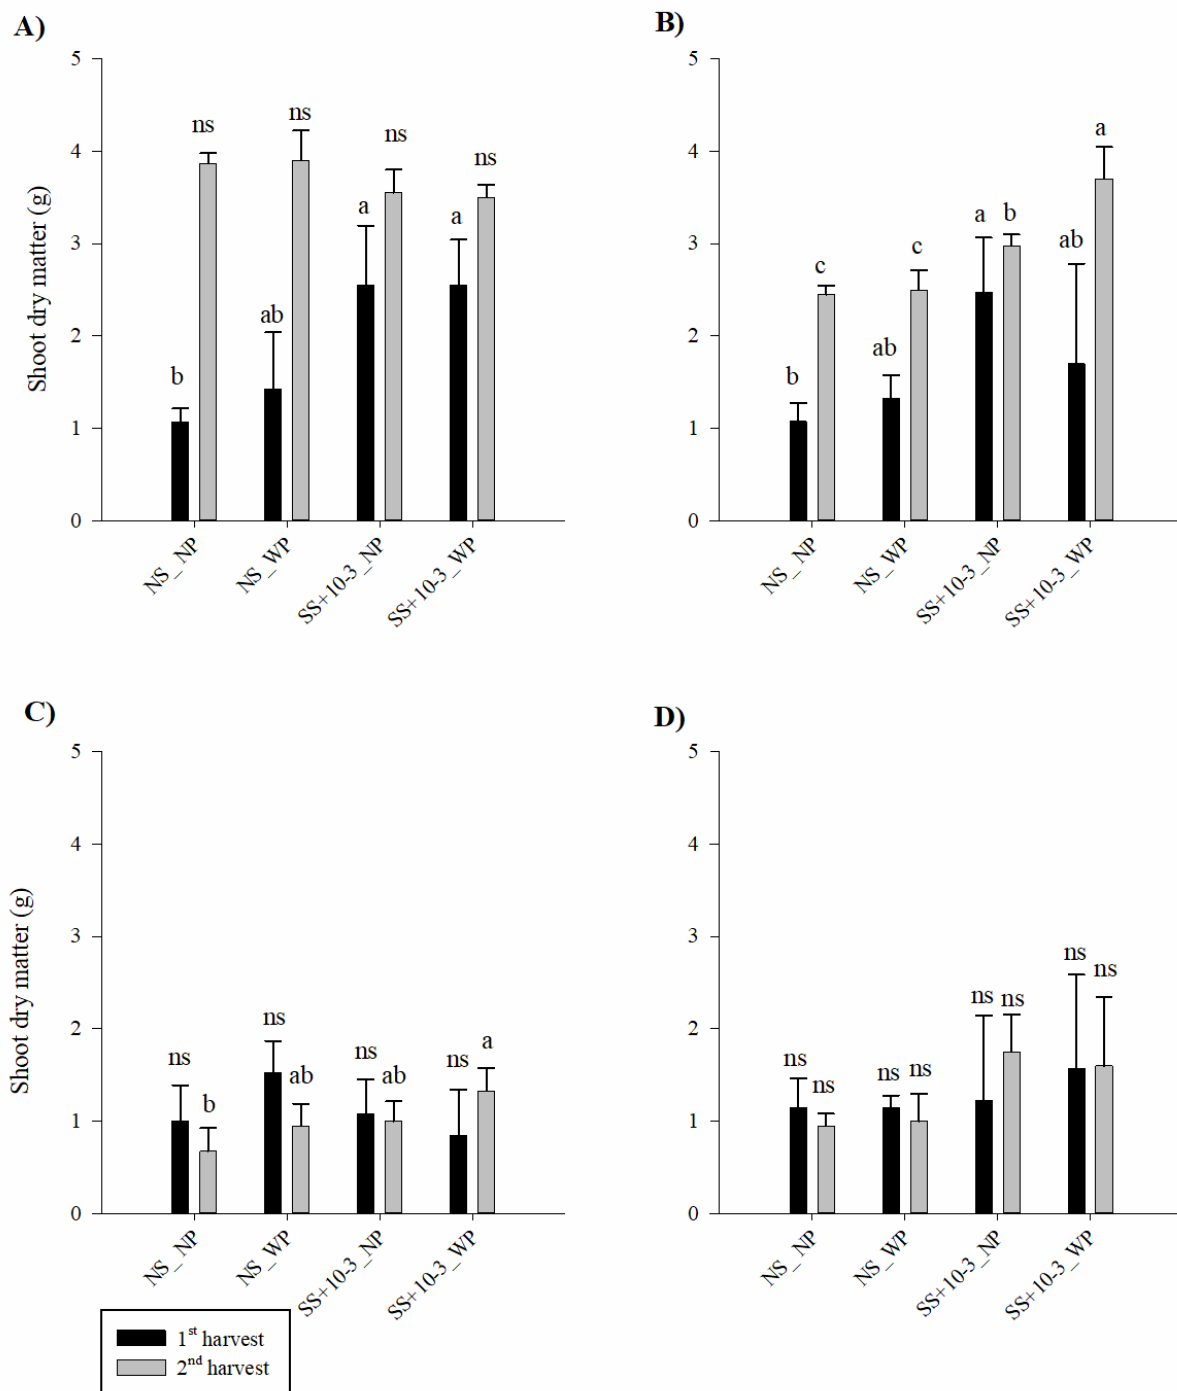 A)
Shoot dry matter (g)
5
4
3
2
1
0
ns
ns
ns
ns
b
ab
a
a
NS_NP
NS_WP
SS+10-3_NP
SS+10-3_WP
B)
5
4
3
2
1
0
b
c
ab
c
a
b
ab
a
NS_NP
NS_WP
SS+10-3_NP
SS+10-3_WP
C)
Shoot dry matter (g)
5
4
3
2
1
0
ns
b
ns
ab
ns
ab
ns
a
NS_NP
NS_WP
SS+10-3_NP
SS+10-3_WP
D)
5
4
3
2
1
0
ns
ns
ns
ns
ns
ns
ns
ns
NS_NP
NS_WP
SS+10-3_NP
SS+10-3_WP
1st harvest
2nd harvest